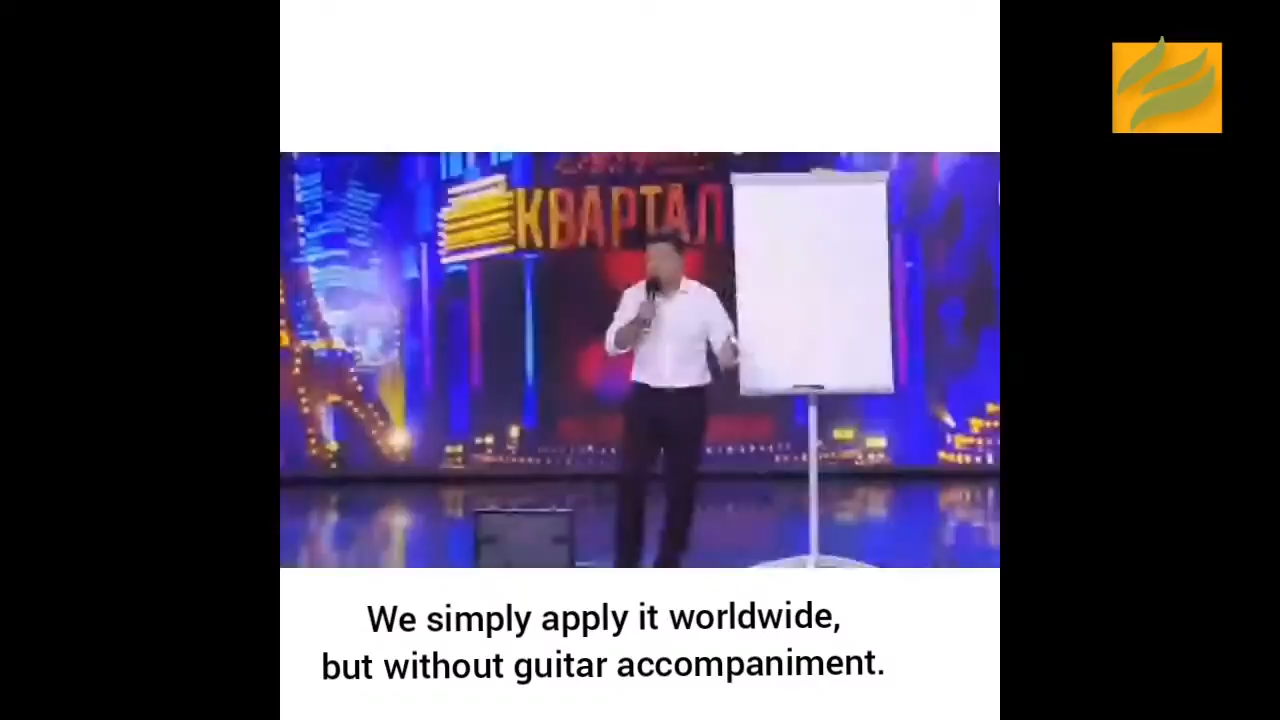 КВАРТАЛ
We simply apply it worldwide,
but without guitar accompaniment.